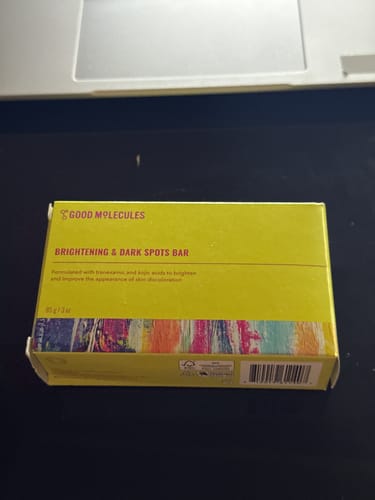 GOOD MOLECULES
BRIGHTENING & DARK SPOTS BAR
Formulated with tranexamic and kojic acids to brighten
and improve the appearance of skin discoloration
85 g / 3 oz
FSC